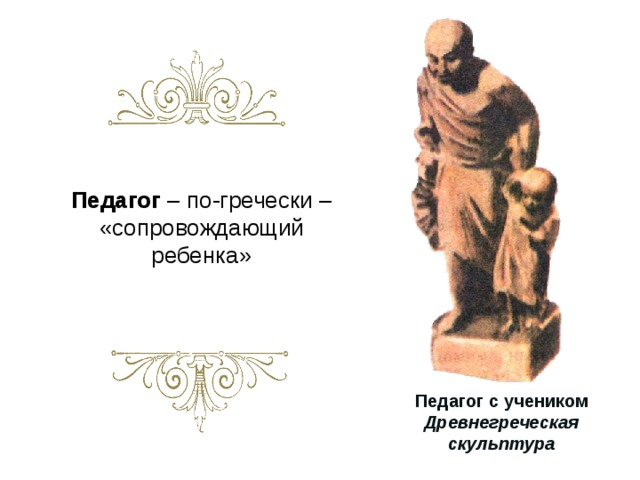 Педагог – по-гречески –
«сопровождающий
ребенка»
Педагог с учеником
Древнегреческая
скульптура